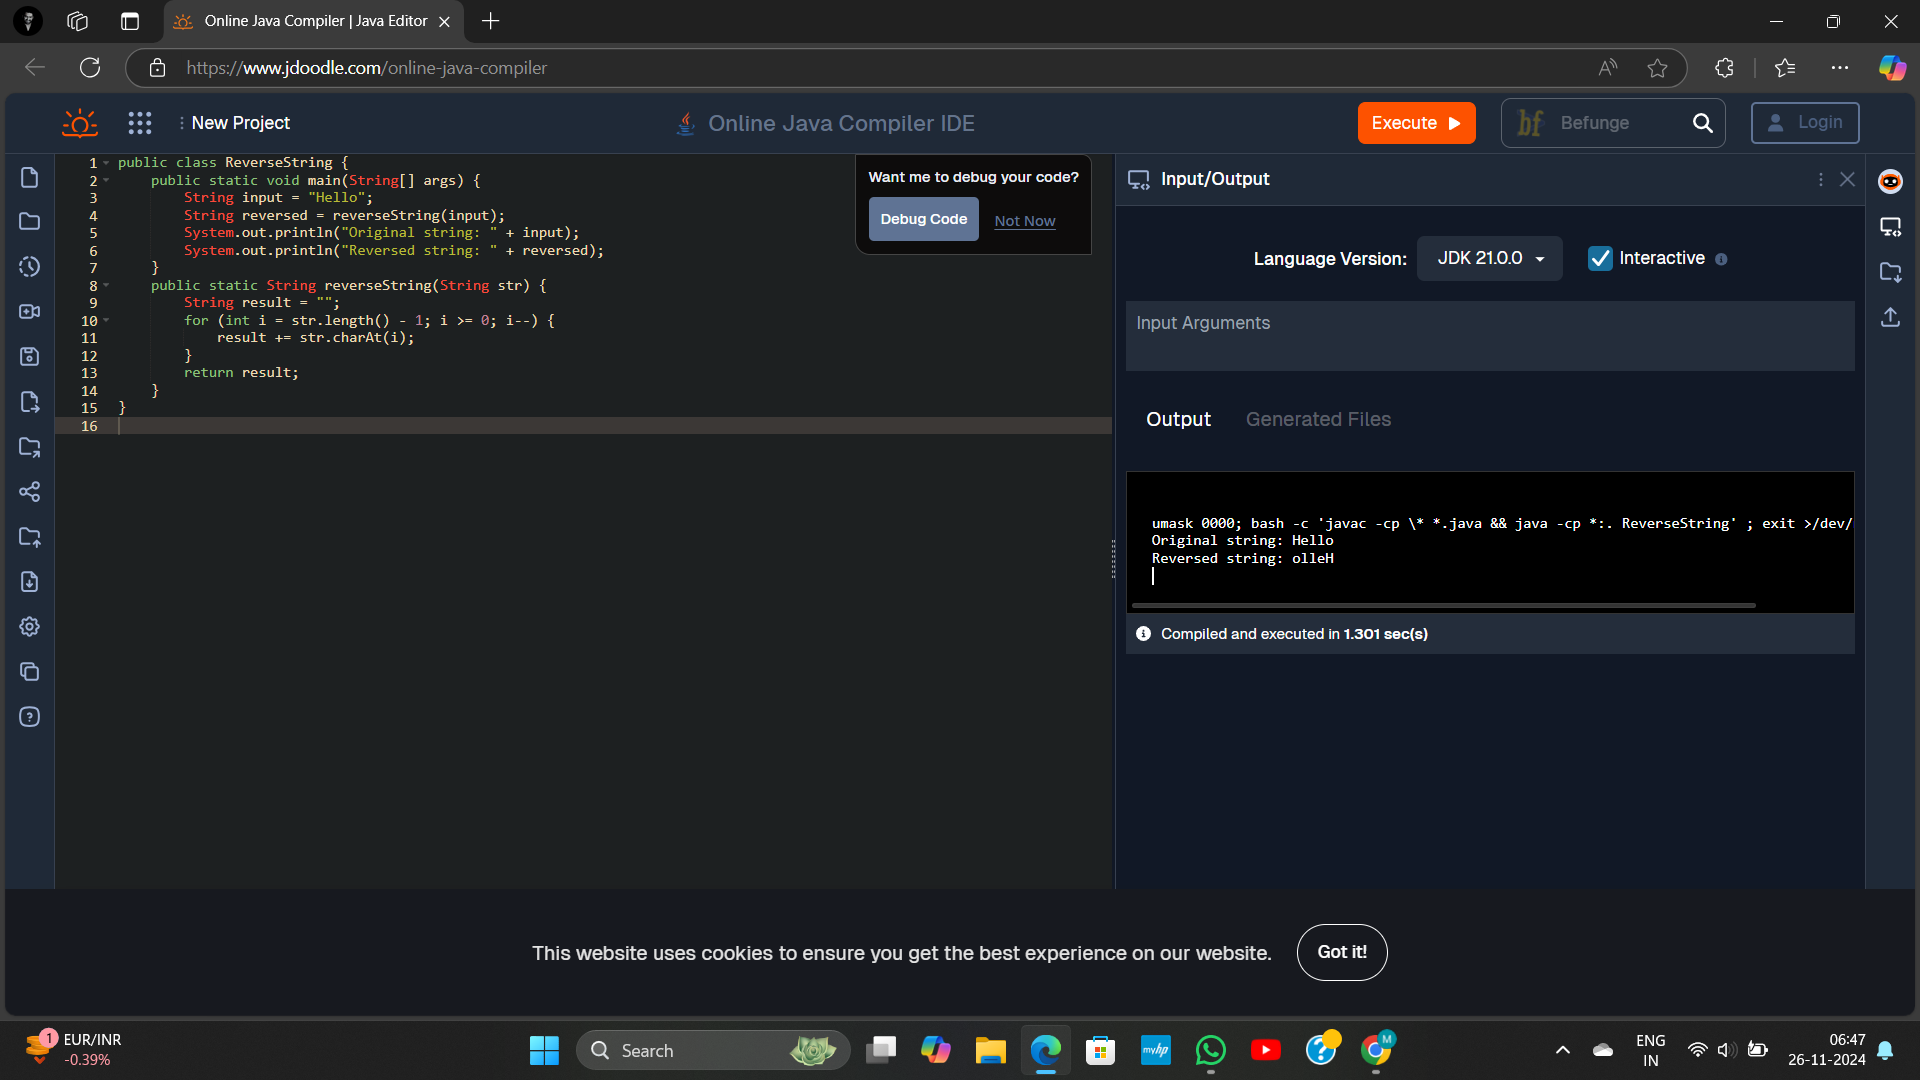 Online Java Compiler | Java Editor
https://www.jdoodle.com/online-java-compiler
New Project
Online Java Compiler IDE
Execute
bf Befunge
Login
1 public class ReverseString {
2 public static void main(String[] args) {
3 String input = "Hello";
4 String reversed = reverseString(input);
5 System.out.println("Original string: " + input);
6 System.out.println("Reversed string: " + reversed);
7 }
8 public static String reverseString(String str) {
9 String result = "";
10 for (int i = str.length() - 1; i >= 0; i--) {
11 result += str.charAt(i);
12 }
13 return result;
14 }
15 }
16
Want me to debug your code?
Debug Code Not Now
Input/Output
Language Version: JDK 21.0.0 Interactive
Input Arguments
Output Generated Files
umask 0000; bash -c 'javac -cp \* *.java && java -cp *:. ReverseString' ; exit >/dev/
Original string: Hello
Reversed string: olleH
Compiled and executed in 1.301 sec(s)
This website uses cookies to ensure you get the best experience on our website. Got it!
1
EUR/INR
-0.39%
Search
myhp
M
ENG
IN
06:47
26-11-2024